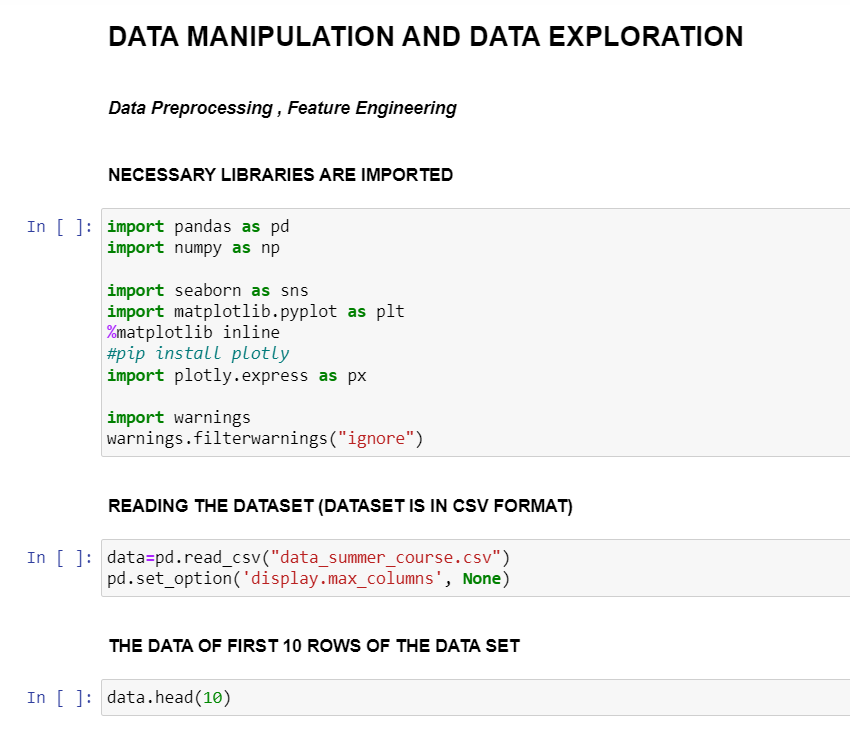 DATA MANIPULATION AND DATA EXPLORATION
Data Preprocessing , Feature Engineering
NECESSARY LIBRARIES ARE IMPORTED
In [ ]: import pandas as pd
import numpy as np
import seaborn as sns
import matplotlib.pyplot as plt
%matplotlib inline
#pip install plotly
import plotly.express as px
import warnings
warnings.filterwarnings("ignore")
READING THE DATASET (DATASET IS IN CSV FORMAT)
In [ ]: data=pd.read_csv("data_summer_course.csv")
pd.set_option('display.max_columns', None)
THE DATA OF FIRST 10 ROWS OF THE DATA SET
In [ ]: data.head(10)